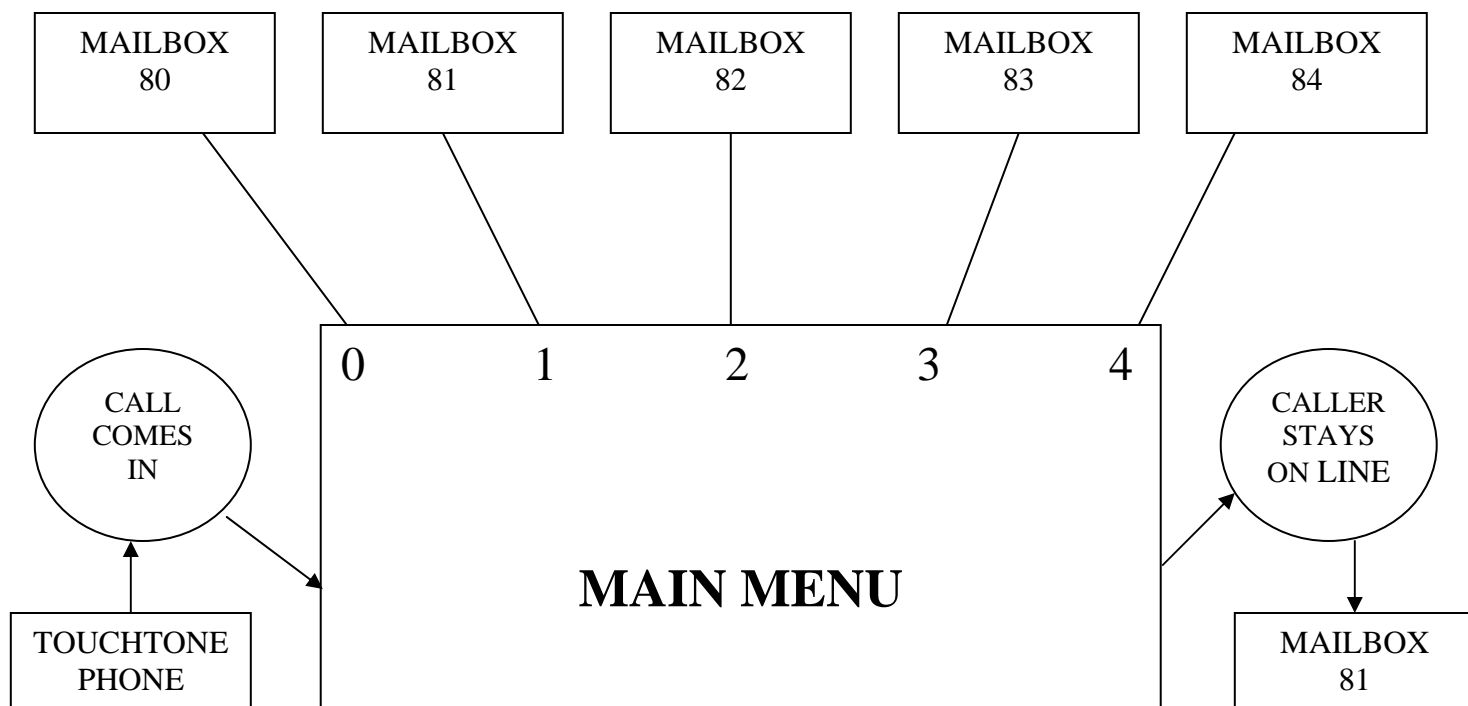 MAILBOX
80
MAILBOX
81
MAILBOX
82
MAILBOX
83
MAILBOX
84
0 1 2 3 4
CALL
COMES
IN
CALLER
STAYS
ON LINE
MAIN MENU
TOUCHTONE
PHONE
MAILBOX
81